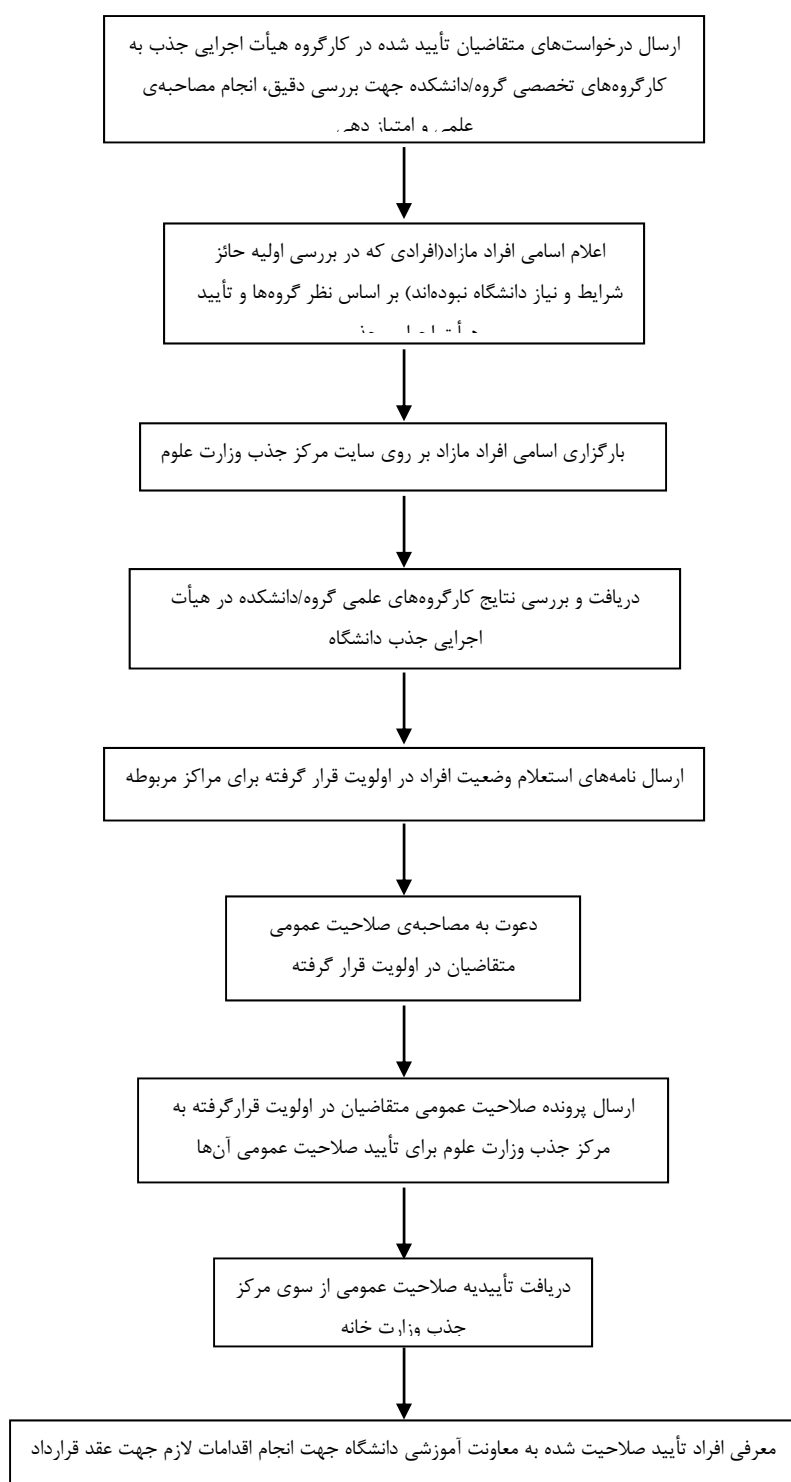 ارسال درخواست‌های متقاضیان تأیید شده در کارگروه هیأت اجرایی جذب به
کارگروه‌های تخصصی گروه/دانشکده جهت بررسی دقیق، انجام مصاحبه‌ی
علمی و امتیاز دهی
اعلام اسامی افراد مازاد(افرادی که در بررسی اولیه حائز
شرایط و نیاز دانشگاه نبوده‌اند) بر اساس نظر گروه‌ها و تأیید
بارگزاری اسامی افراد مازاد بر روی سایت مرکز جذب وزارت علوم
دریافت و بررسی نتایج کارگروه‌های علمی گروه/دانشکده در هیأت
اجرایی جذب دانشگاه
ارسال نامه‌های استعلام وضعیت افراد در اولویت قرار گرفته برای مراکز مربوطه
دعوت به مصاحبه‌ی صلاحیت عمومی
متقاضیان در اولویت قرار گرفته
ارسال پرونده صلاحیت عمومی متقاضیان در اولویت قرارگرفته به
مرکز جذب وزارت علوم برای تأیید صلاحیت عمومی آن‌ها
دریافت تأییدیه صلاحیت عمومی از سوی مرکز
جذب وزارت خانه
معرفی افراد تأیید صلاحیت شده به معاونت آموزشی دانشگاه جهت انجام اقدامات لازم جهت عقد قرارداد